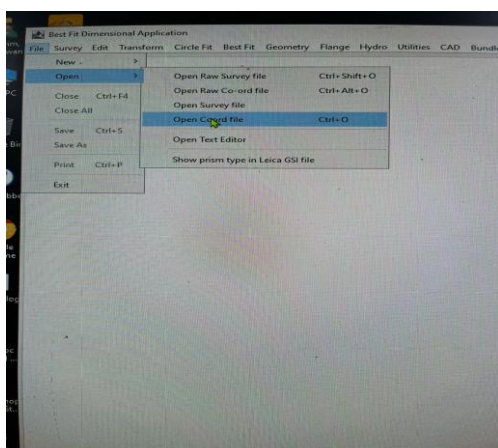 Best Fit Dimensional Application
File Survey Edit Transform Circle Fit Best Fit Geometry Flange Hydro Utilities CAD Bundle
New >
Open >
Close Ctrl+F4
Close All
Save Ctrl+S
Save As
Print Ctrl+P
Exit
Open Raw Survey file Ctrl+Shift+O
Open Raw Co-ord file Ctrl+Alt+O
Open Survey file
Open Coord file Ctrl+O
Open Text Editor
Show prism type in Leica GSI file